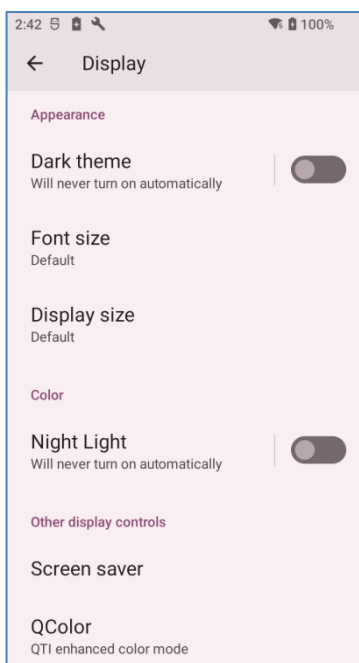 2:42 100%
Display
Appearance
Dark theme
Will never turn on automatically
Font size
Default
Display size
Default
Color
Night Light
Will never turn on automatically
Other display controls
Screen saver
QColor
QTI enhanced color mode